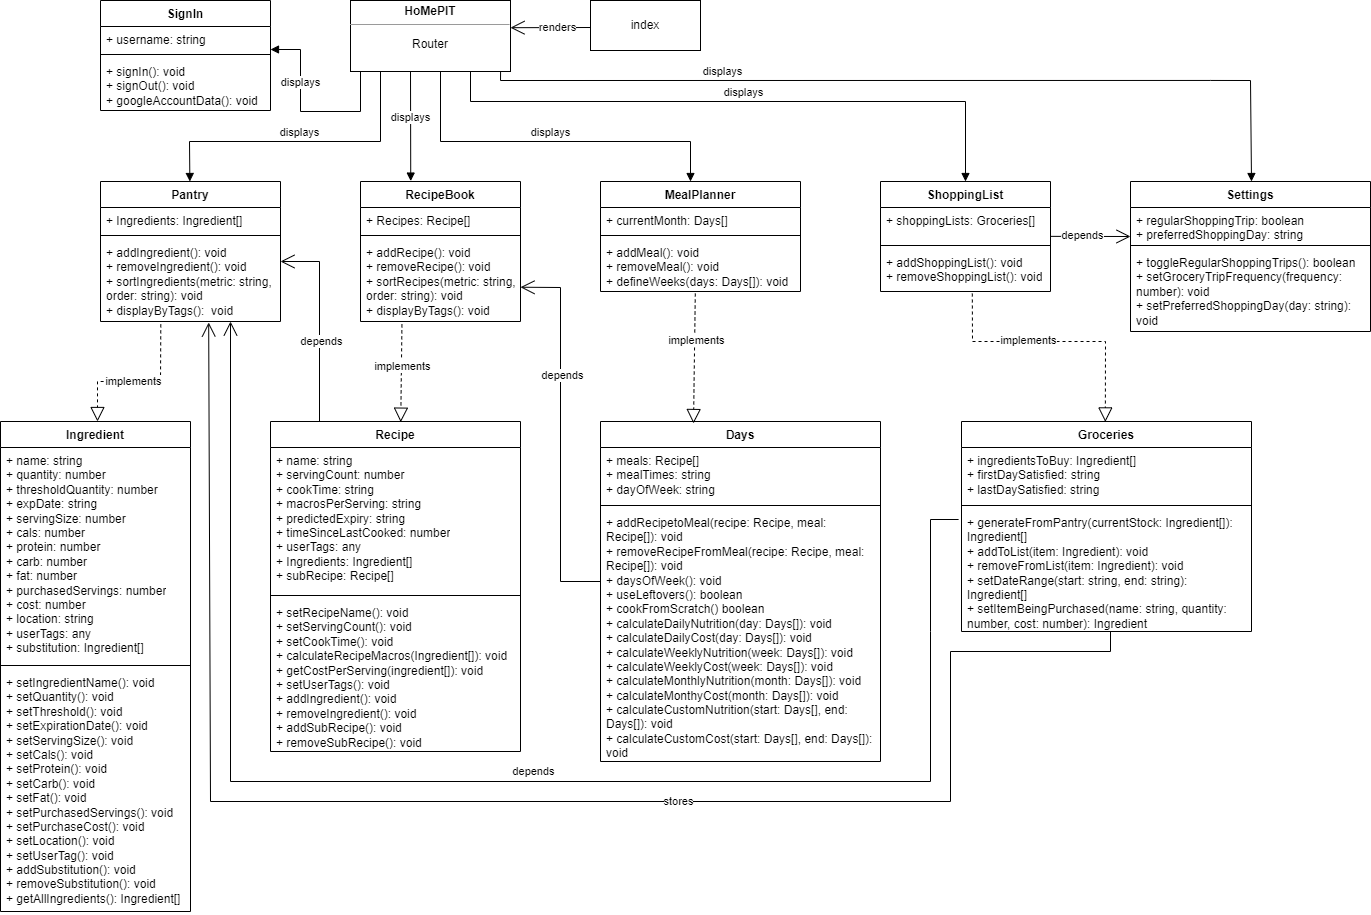 SignIn
+ username: string
+ signIn(): void
+ signOut(): void
+ googleAccountData(): void
HoMePIT
Router
renders
index
displays
displays
displays
displays
displays
displays
Pantry
+ Ingredients: Ingredient[]
+ addIngredient(): void
+ removeIngredient(): void
+ sortIngredients(metric: string,
order: string): void
+ displayByTags():  void
RecipeBook
+ Recipes: Recipe[]
+ addRecipe(): void
+ removeRecipe(): void
+ sortRecipes(metric: string,
order: string): void
+ displayByTags():  void
MealPlanner
+ currentMonth: Days[]
+ addMeal(): void
+ removeMeal(): void
+ defineWeeks(days: Days[]): void
ShoppingList
+ shoppingLists: Groceries[]
+ addShoppingList(): void
+ removeShoppingList(): void
depends
Settings
+ regularShoppingTrip: boolean
+ preferredShoppingDay: string
+ toggleRegularShoppingTrips(): boolean
+ setGroceryTripFrequency(frequency:
number): void
+ setPreferredShoppingDay(day: string):
void
implements
depends
implements
depends
implements
implements
Ingredient
+ name: string
+ quantity: number
+ thresholdQuantity: number
+ expDate: string
+ servingSize: number
+ cals: number
+ protein: number
+ carb: number
+ fat: number
+ purchasedServings: number
+ cost: number
+ location: string
+ userTags: any
+ substitution: Ingredient[]
+ setIngredientName(): void
+ setQuantity(): void
+ setThreshold(): void
+ setExpirationDate(): void
+ setServingSize(): void
+ setCals(): void
+ setProtein(): void
+ setCarb(): void
+ setFat(): void
+ setPurchasedServings(): void
+ setPurchaseCost(): void
+ setLocation(): void
+ setUserTag(): void
+ addSubstitution(): void
+ removeSubstitution(): void
+ getAllIngredients(): Ingredient[]
Recipe
+ name: string
+ servingCount: number
+ cookTime: string
+ macrosPerServing: string
+ predictedExpiry: string
+ timeSinceLastCooked: number
+ userTags: any
+ Ingredients: Ingredient[]
+ subRecipe: Recipe[]
+ setRecipeName(): void
+ setServingCount(): void
+ setCookTime(): void
+ calculateRecipeMacros(Ingredient[]): void
+ getCostPerServing(ingredient[]): void
+ setUserTags(): void
+ addIngredient(): void
+ removeIngredient(): void
+ addSubRecipe(): void
+ removeSubRecipe(): void
Days
+ meals: Recipe[]
+ mealTimes: string
+ dayOfWeek: string
+ addRecipetoMeal(recipe: Recipe, meal:
Recipe[]): void
+ removeRecipeFromMeal(recipe: Recipe, meal:
Recipe[]): void
+ daysOfWeek(): void
+ useLeftovers(): boolean
+ cookFromScratch() boolean
+ calculateDailyNutrition(day: Days[]): void
+ calculateDailyCost(day: Days[]): void
+ calculateWeeklyNutrition(week: Days[]): void
+ calculateWeeklyCost(week: Days[]): void
+ calculateMonthlyNutrition(month: Days[]): void
+ calculateMonthyCost(month: Days[]): void
+ calculateCustomNutrition(start: Days[], end:
Days[]): void
+ calculateCustomCost(start: Days[], end: Days[]):
void
Groceries
+ ingredientsToBuy: Ingredient[]
+ firstDaySatisfied: string
+ lastDaySatisfied: string
+ generateFromPantry(currentStock: Ingredient[]):
Ingredient[]
+ addToList(item: Ingredient): void
+ removeFromList(item: Ingredient): void
+ setDateRange(start: string, end: string):
Ingredient[]
+ setItemBeingPurchased(name: string, quantity:
number, cost: number): Ingredient
depends
stores